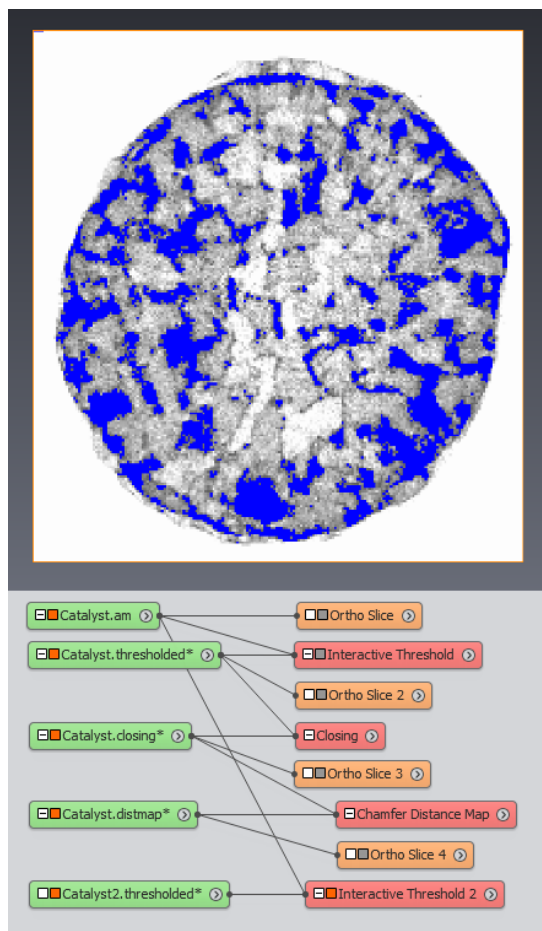 Catalyst.am
Ortho Slice
Catalyst.thresholded*
Interactive Threshold
Ortho Slice 2
Catalyst.closing*
Closing
Ortho Slice 3
Catalyst.distmap*
Chamfer Distance Map
Ortho Slice 4
Catalyst2.thresholded*
Interactive Threshold 2